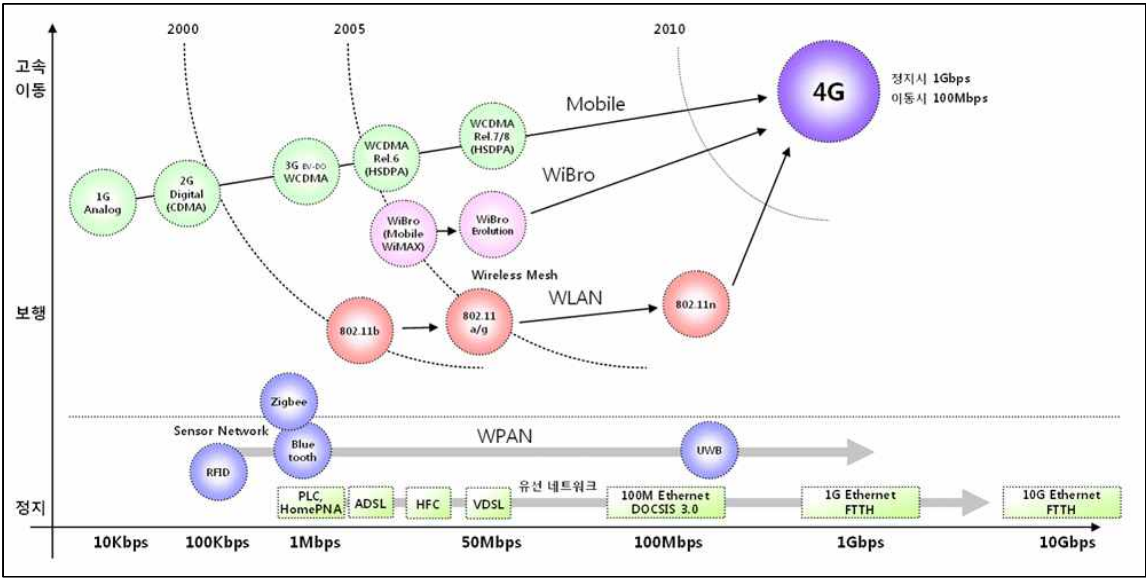 2000
2005
2010
고속
이동
4G
정지시 1Gbps
이동시 100Mbps
Mobile
WCDMA
Rel.7/8
(HSDPA)
WCDMA
Rel.6
(HSDPA)
3G EV-DO
WCDMA
2G
Digital
(CDMA)
1G
Analog
WiBro
WiBro
(Mobile
WiMAX)
WiBro
Evolution
Wireless Mesh
WLAN
보행
802.11b
802.11
a/g
802.11n
Zigbee
Sensor Network
WPAN
Blue
tooth
RFID
UWB
유선 네트워크
정지
PLC,
HomePNA
ADSL
HFC
VDSL
100M Ethernet
DOCSIS 3.0
1G Ethernet
FTTH
10G Ethernet
FTTH
10Kbps
100Kbps
1Mbps
50Mbps
100Mbps
1Gbps
10Gbps